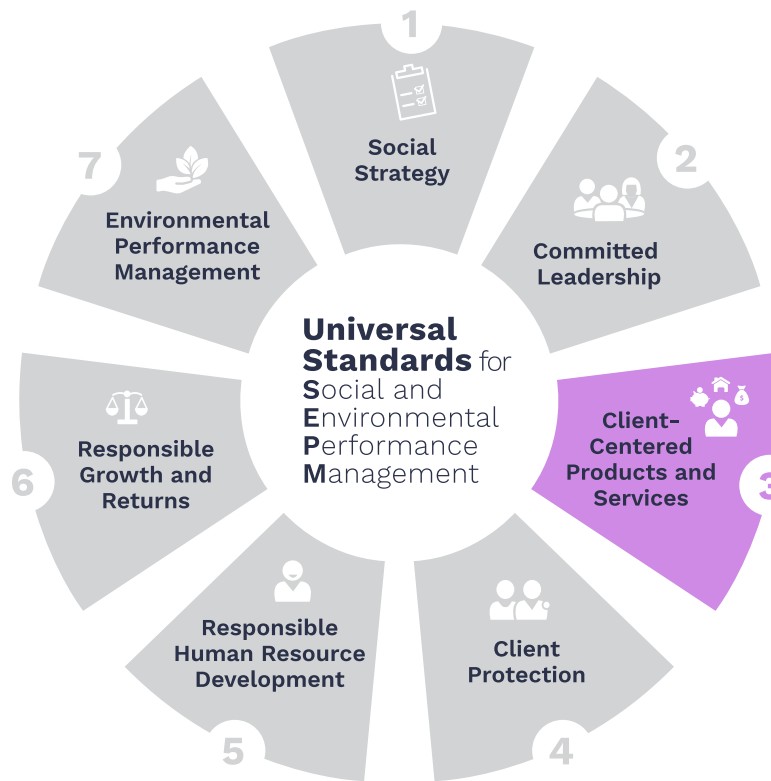 1
Social
Strategy
2
Committed
Leadership
3
Client-
Centered
Products and
Services
4
Client
Protection
5
Responsible
Human Resource
Development
6
Responsible
Growth and
Returns
7
Environmental
Performance
Management
Universal
Standards for
Social and
Environmental
Performance
Management
$